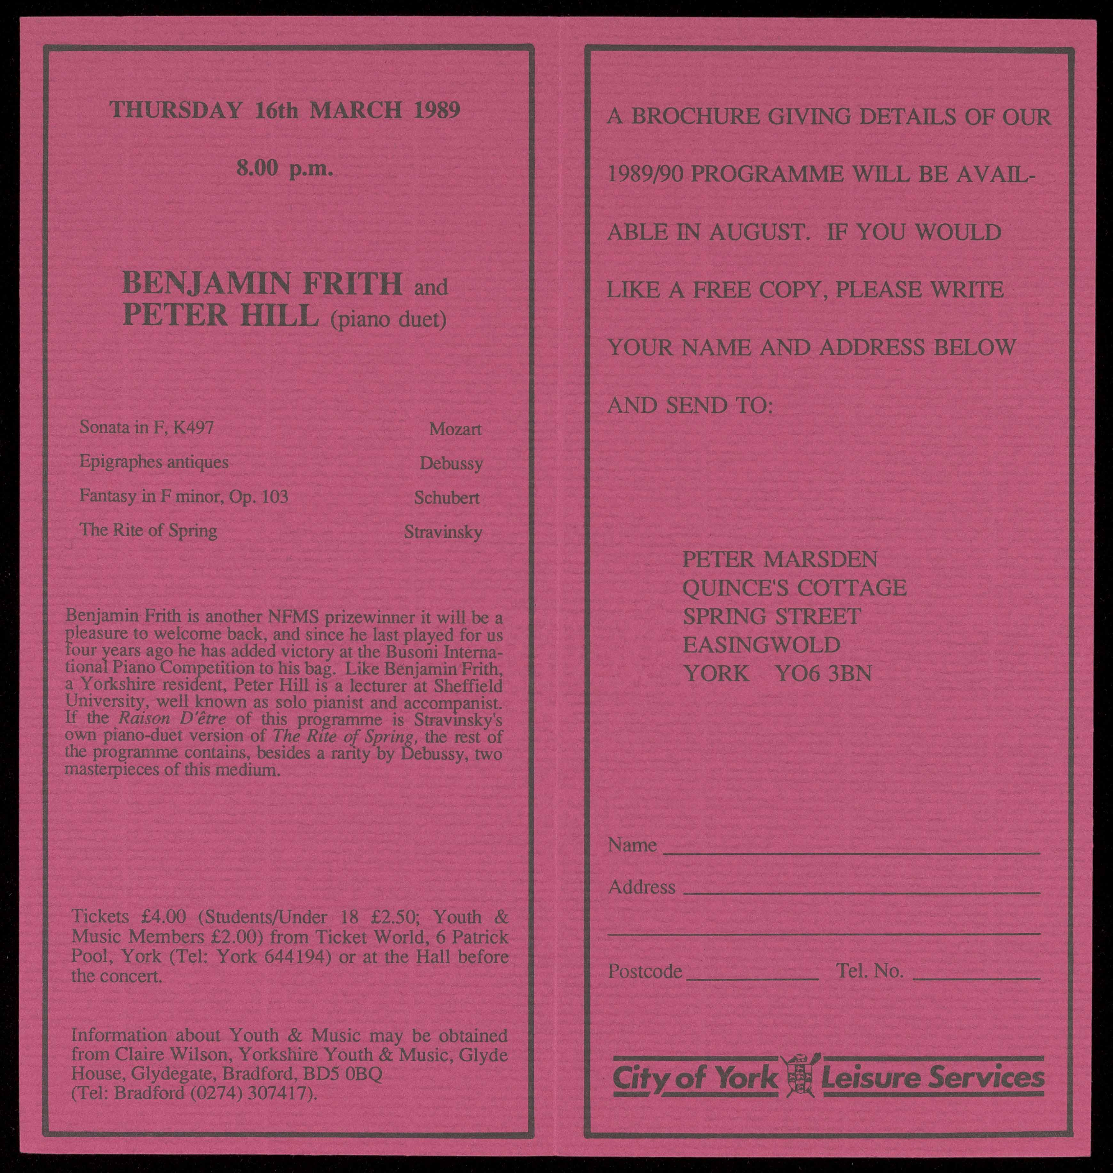 THURSDAY 16th MARCH 1989
8.00 p.m.
BENJAMIN FRITH and
PETER HILL (piano duet)
Sonata in F, K497 Mozart
Epigraphes antiques Debussy
Fantasy in F minor, Op. 103 Schubert
The Rite of Spring Stravinsky
Benjamin Frith is another NFMS prizewinner it will be a
pleasure to welcome back, and since he last played for us
four years ago he has added victory at the Busoni Interna-
tional Piano Competition to his bag. Like Benjamin Frith,
a Yorkshire resident, Peter Hill is a lecturer at Sheffield
University, well known as solo pianist and accompanist.
If the Raison D'être of this programme is Stravinsky's
own piano-duet version of The Rite of Spring, the rest of
the programme contains, besides a rarity by Debussy, two
masterpieces of this medium.
Tickets £4.00 (Students/Under 18 £2.50; Youth &
Music Members £2.00) from Ticket World, 6 Patrick
Pool, York (Tel: York 644194) or at the Hall before
the concert.
Information about Youth & Music may be obtained
from Claire Wilson, Yorkshire Youth & Music, Glyde
House, Glydegate, Bradford, BD5 0BQ
(Tel: Bradford (0274) 307417).
A BROCHURE GIVING DETAILS OF OUR
1989/90 PROGRAMME WILL BE AVAIL-
ABLE IN AUGUST. IF YOU WOULD
LIKE A FREE COPY, PLEASE WRITE
YOUR NAME AND ADDRESS BELOW
AND SEND TO:
PETER MARSDEN
QUINCE'S COTTAGE
SPRING STREET
EASINGWOLD
YORK YO6 3BN
Name
Address
Postcode Tel. No.
City of York Leisure Services